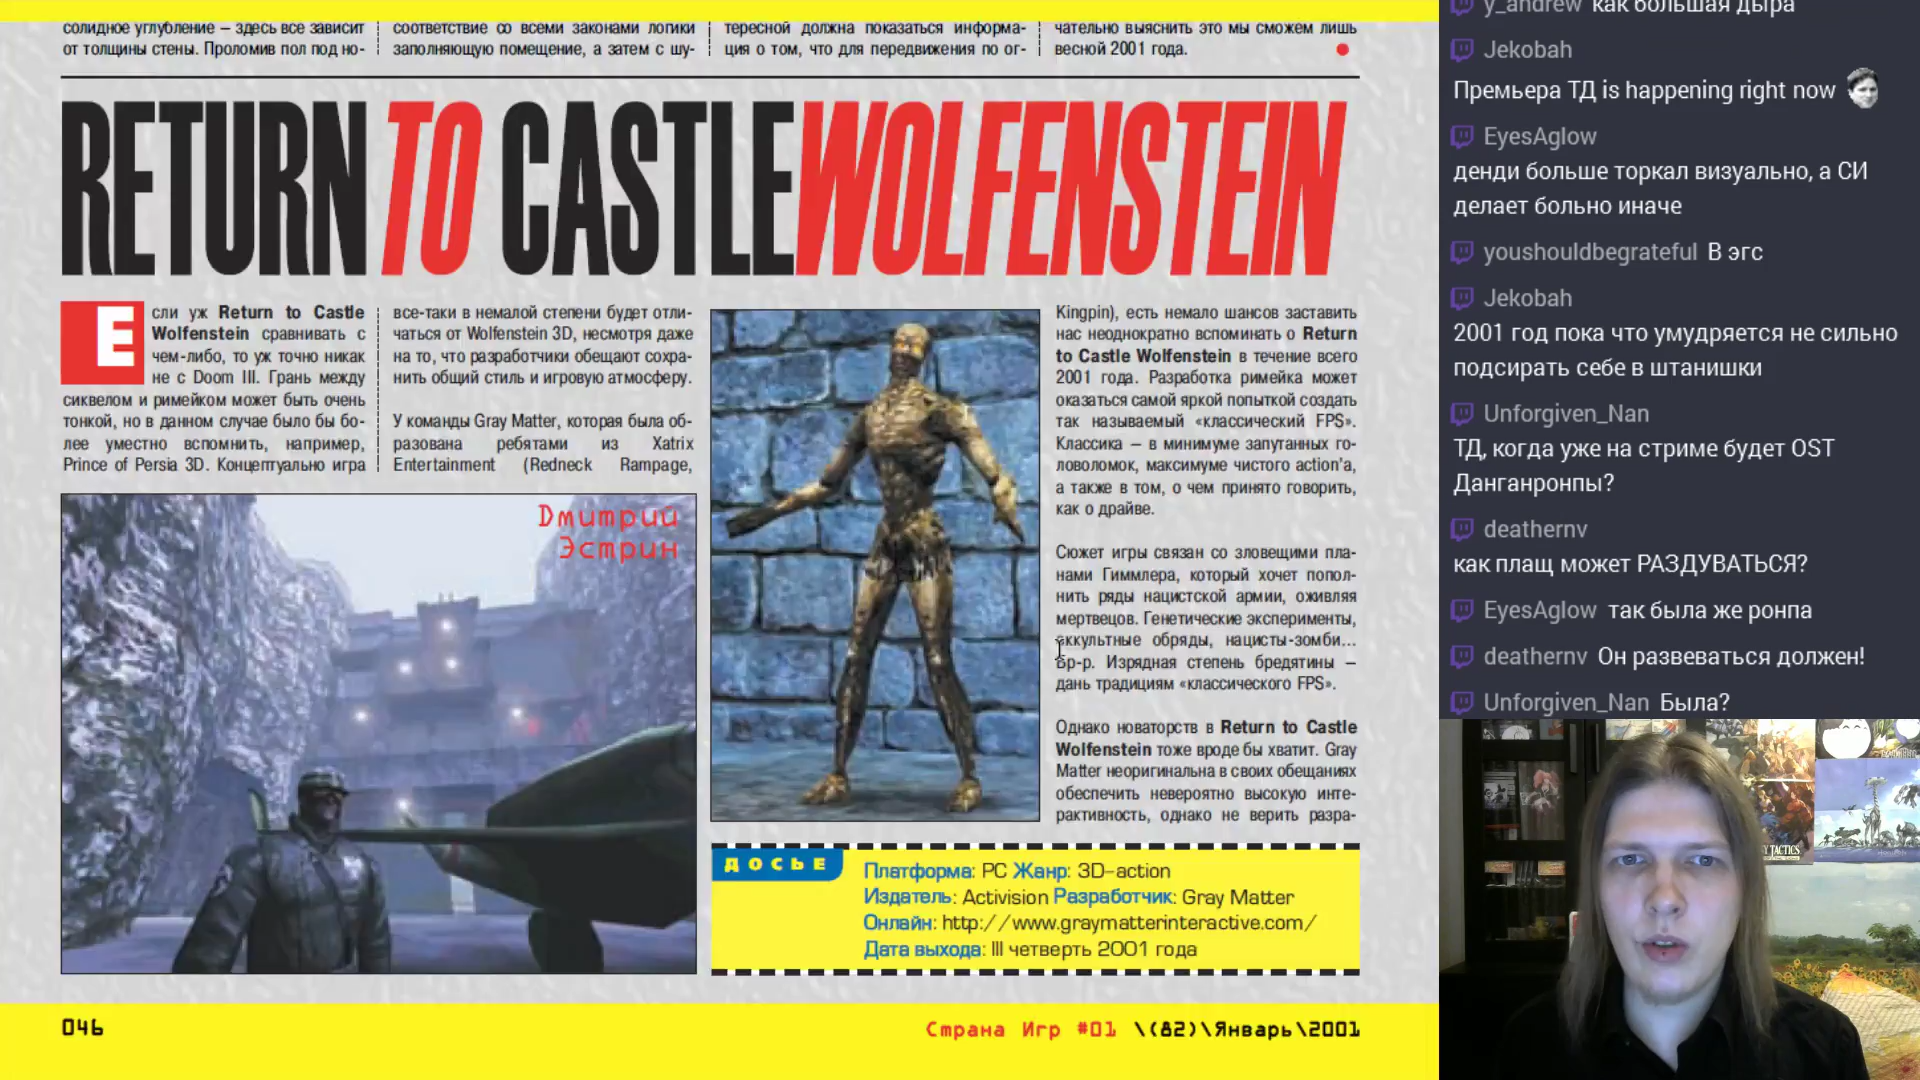 солидное углубление – здесь все зависит
от толщины стены. Проломив пол под но-
соответствие со всеми законами логики
заполняющую помещение, а затем с шу-
тересной должна показаться информа-
ция о том, что для передвижения по ог-
чательно выяснить это мы сможем лишь
весной 2001 года.
RETURN TO CASTLE WOLFENSTEIN
Если уж Return to Castle
Wolfenstein сравнивать с
чем-либо, то уж точно никак
не с Doom III. Грань между
сиквелом и римейком может быть очень
тонкой, но в данном случае было бы бо-
лее уместно вспомнить, например,
Prince of Persia 3D. Концептуально игра
все-таки в немалой степени будет отли-
чаться от Wolfenstein 3D, несмотря даже
на то, что разработчики обещают сохра-
нить общий стиль и игровую атмосферу.
У команды Gray Matter, которая была об-
разована ребятами из Xatrix
Entertainment (Redneck Rampage,
Kingpin), есть немало шансов заставить
нас неоднократно вспоминать о Return
to Castle Wolfenstein в течение всего
2001 года. Разработка римейка может
оказаться самой яркой попыткой создать
так называемый «классический FPS».
Классика – в минимуме запутанных го-
ловоломок, максимуме чистого action'а,
а также в том, о чем принято говорить,
как о драйве.
Сюжет игры связан со зловещими пла-
нами Гиммлера, который хочет попол-
нить ряды нацистской армии, оживляя
мертвецов. Генетические эксперименты,
оккультные обряды, нацисты-зомби...
Бр-р. Изрядная степень бредятины –
дань традициям «классического FPS».
Однако новаторств в Return to Castle
Wolfenstein тоже вроде бы хватит. Gray
Matter неоригинальна в своих обещаниях
обеспечить невероятно высокую инте-
рактивность, однако не верить разра-
Дмитрий
Эстрин
ДОСЬЕ
Платформа: PC Жанр: 3D-action
Издатель: Activision Разработчик: Gray Matter
Онлайн: http://www.graymatterinteractive.com/
Дата выхода: III четверть 2001 года
046
Страна Игр #01 \(82)\Январь\2001
y_andrew как большая дыра
Jekobah
Премьера ТД is happening right now
EyesAglow
денди больше торкал визуально, а СИ
делает больно иначе
youshouldbegrateful В эгс
Jekobah
2001 год пока что умудряется не сильно
подсирать себе в штанишки
Unforgiven_Nan
ТД, когда уже на стриме будет OST
Данганронпы?
deathernv
как плащ может РАЗДУВАТЬСЯ?
EyesAglow так была же ронпа
deathernv Он развеваться должен!
Unforgiven_Nan Была?
TACTICS